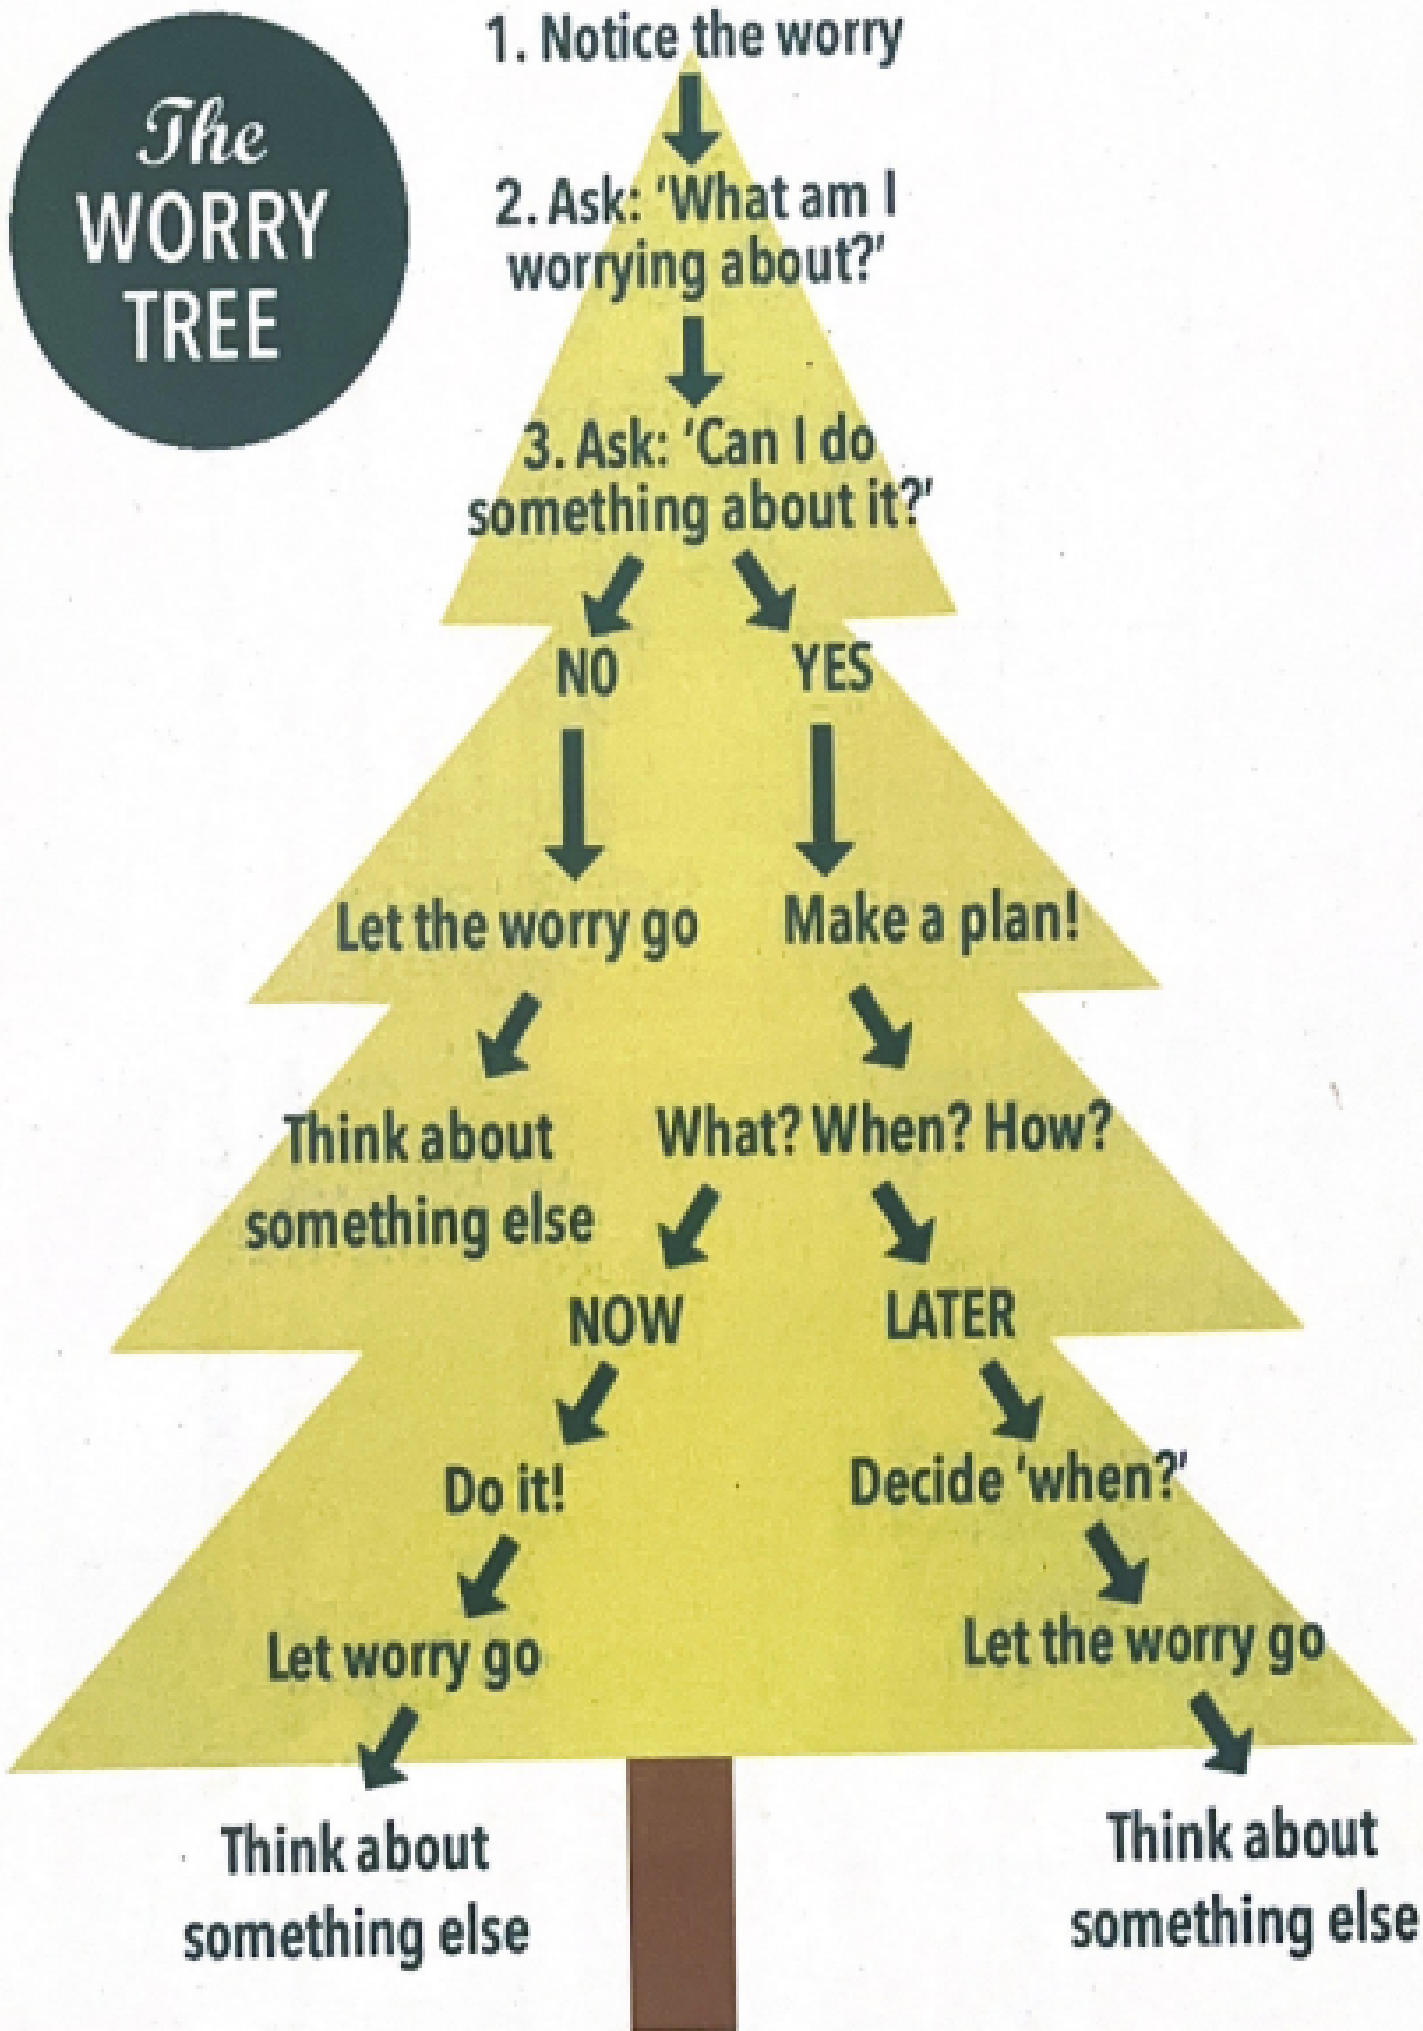 The
WORRY
TREE
1. Notice the worry
2. Ask: ‘What am I
worrying about?’
3. Ask: ‘Can I do
something about it?’
NO
YES
Let the worry go
Make a plan!
Think about
something else
What? When? How?
NOW
LATER
Do it!
Decide ‘when?’
Let worry go
Let the worry go
Think about
something else
Think about
something else